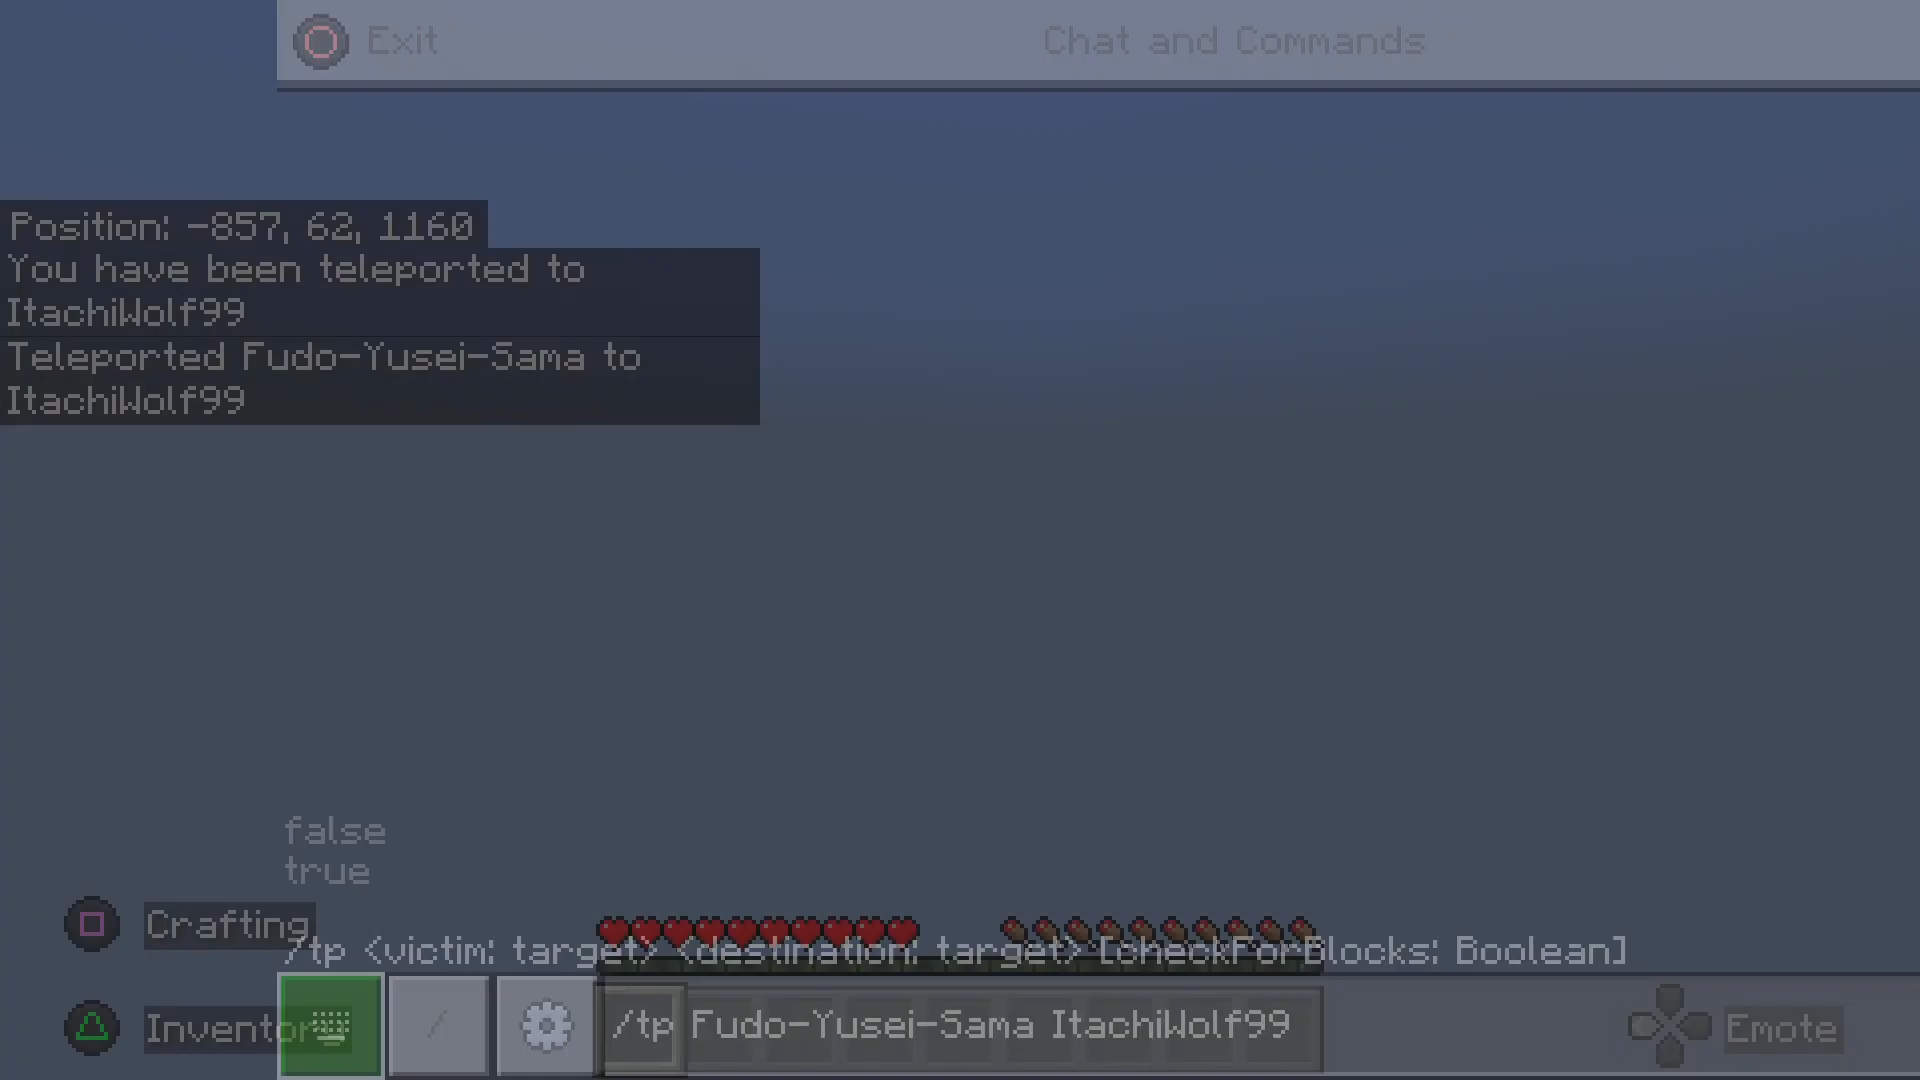 Exit
Chat and Commands
Position: -857, 62, 1160
You have been teleported to
ItachiWolf99
Teleported Fudo-Yusei-Sama to
ItachiWolf99
false
true
Crafting
/tp <victim: target> <destination: target> [checkForBlocks: Boolean]
Inventor
/
/tp Fudo-Yusei-Sama ItachiWolf99
Emote